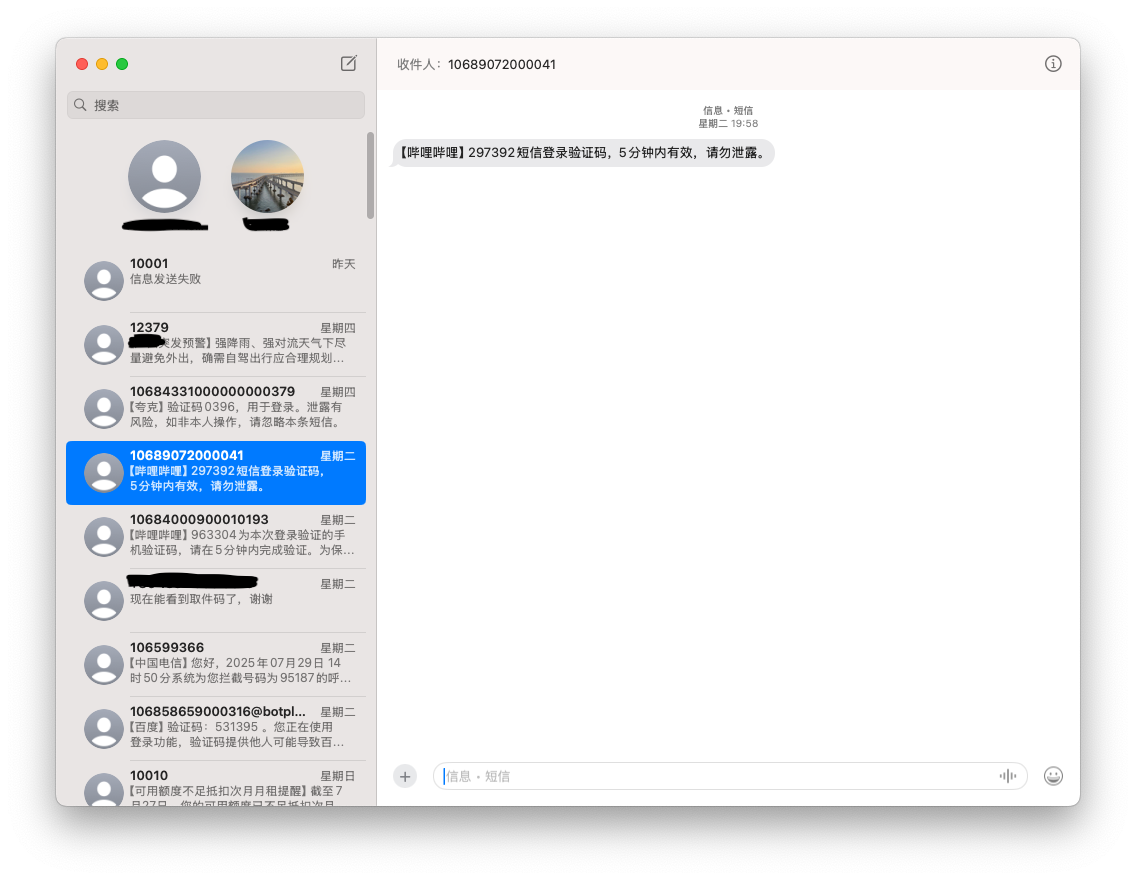 搜索
10001
昨天
信息发送失败
12379
星期四
突发预警】强降雨、强对流天气下尽
量避免外出，确需自驾出行应合理规划…
10684331000000000379
星期四
【夸克】验证码0396，用于登录。泄露有
风险，如非本人操作，请忽略本条短信。
10689072000041
星期二
【哔哩哔哩】297392短信登录验证码，
5分钟内有效，请勿泄露。
10684000900010193
星期二
【哔哩哔哩】963304为本次登录验证的手
机验证码，请在5分钟内完成验证。为保…
星期二
现在能看到取件码了，谢谢
106599366
星期二
【中国电信】您好，2025年07月29日 14
时50分系统为您拦截号码为95187的呼…
106858659000316@botpl...
星期二
【百度】验证码：531395 。您正在使用
登录功能，验证码提供他人可能导致百…
10010
星期日
【可用额度不足抵扣次月月租提醒】截至7
月27日，您的可用额度已不足抵扣次月
收件人：10689072000041
信息 • 短信
星期二 19:58
【哔哩哔哩】297392短信登录验证码，5分钟内有效，请勿泄露。
信息 • 短信